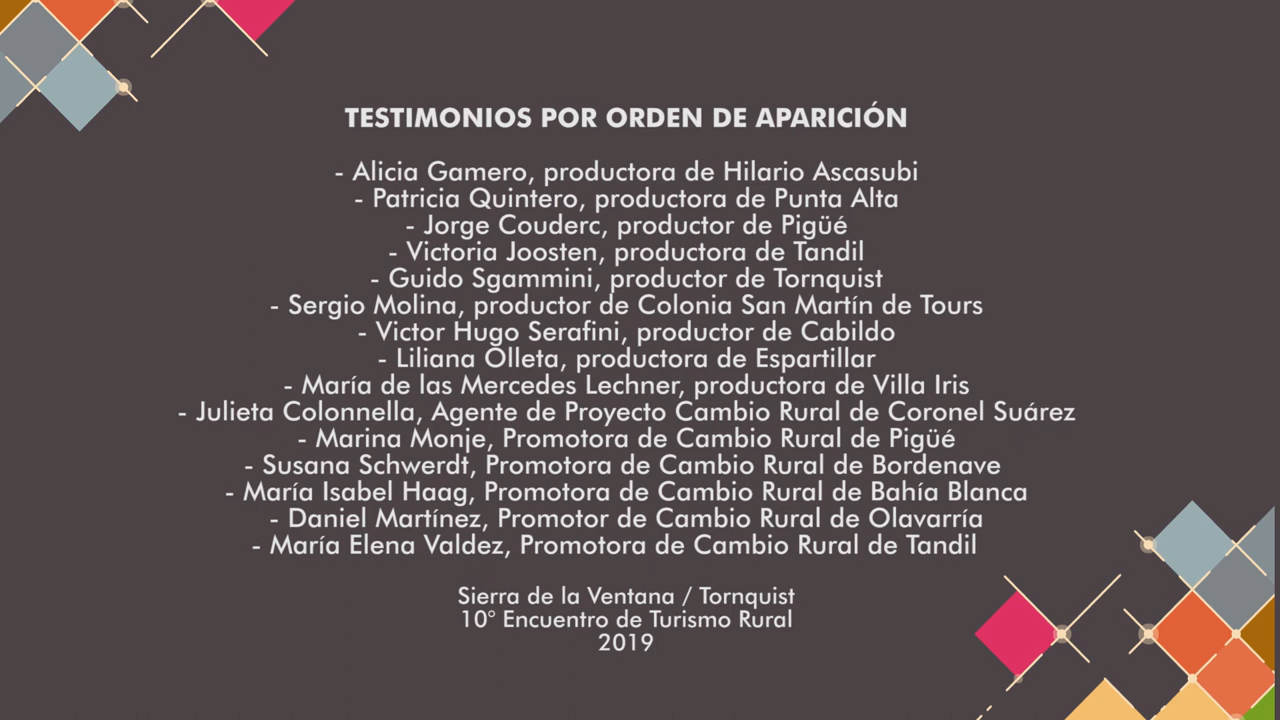 TESTIMONIOS POR ORDEN DE APARICIÓN
- Alicia Gamero, productora de Hilario Ascasubi
- Patricia Quintero, productora de Punta Alta
- Jorge Couderc, productor de Pigüé
- Victoria Joosten, productora de Tandil
- Guido Sgammini, productor de Tornquist
- Sergio Molina, productor de Colonia San Martín de Tours
- Victor Hugo Serafini, productor de Cabildo
- Liliana Olleta, productora de Espartillar
- María de las Mercedes Lechner, productora de Villa Iris
- Julieta Colonnella, Agente de Proyecto Cambio Rural de Coronel Suárez
- Marina Monje, Promotora de Cambio Rural de Pigüé
- Susana Schwerdt, Promotora de Cambio Rural de Bordenave
- María Isabel Haag, Promotora de Cambio Rural de Bahía Blanca
- Daniel Martínez, Promotor de Cambio Rural de Olavarría
- María Elena Valdez, Promotora de Cambio Rural de Tandil
Sierra de la Ventana / Tornquist
10° Encuentro de Turismo Rural
2019